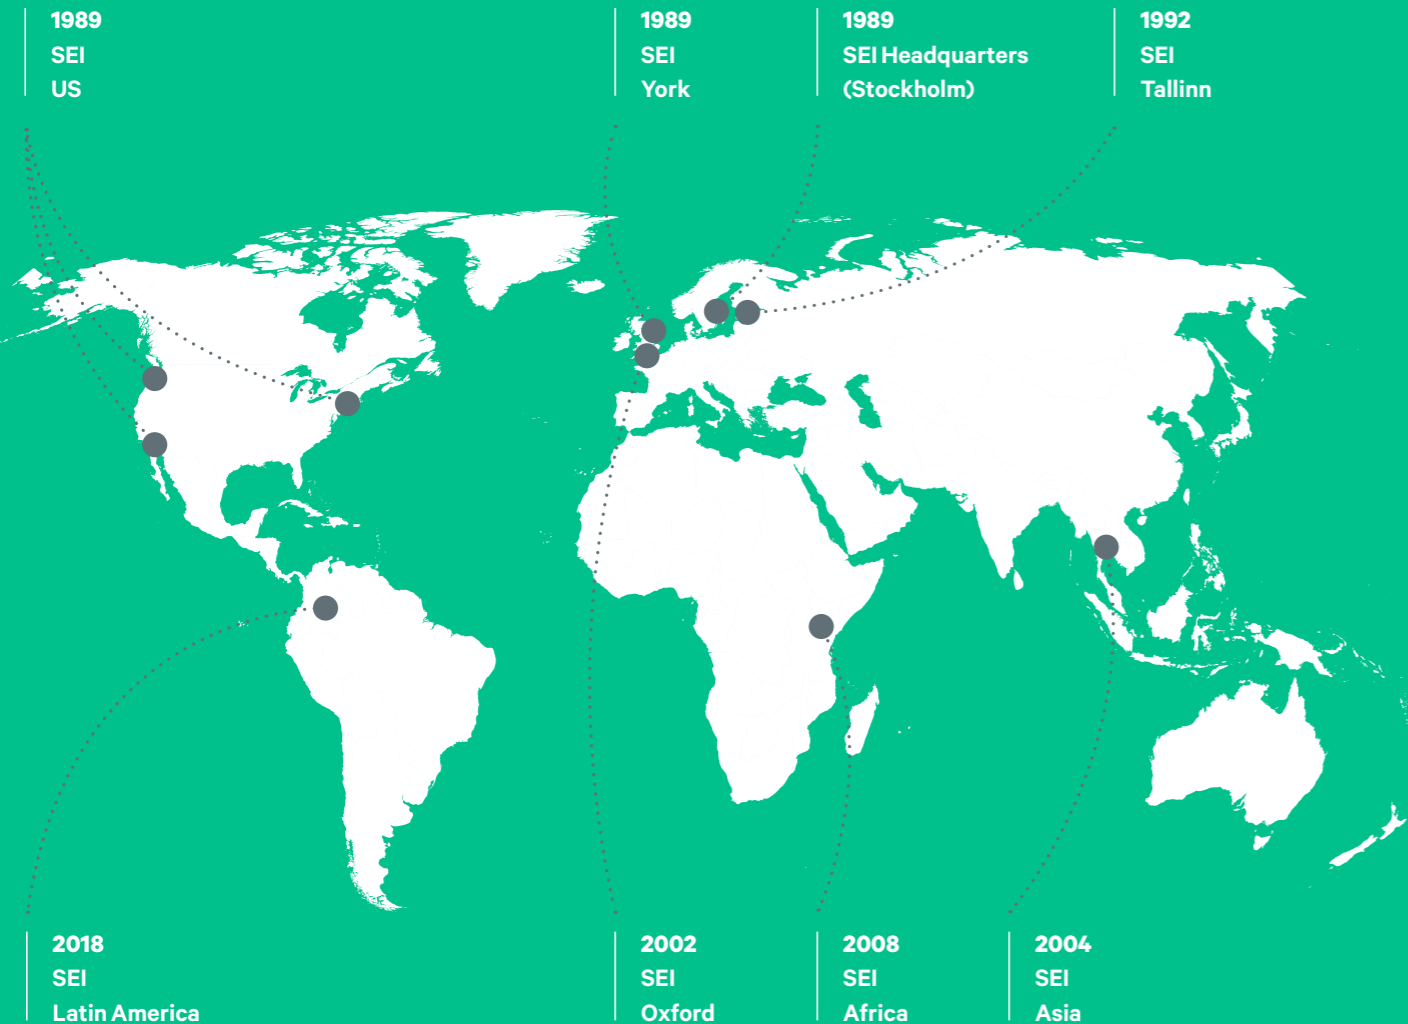 1989
SEI
US
1989
SEI
York
1989
SEI Headquarters
(Stockholm)
1992
SEI
Tallinn
2018
SEI
Latin America
2002
SEI
Oxford
2008
SEI
Africa
2004
SEI
Asia